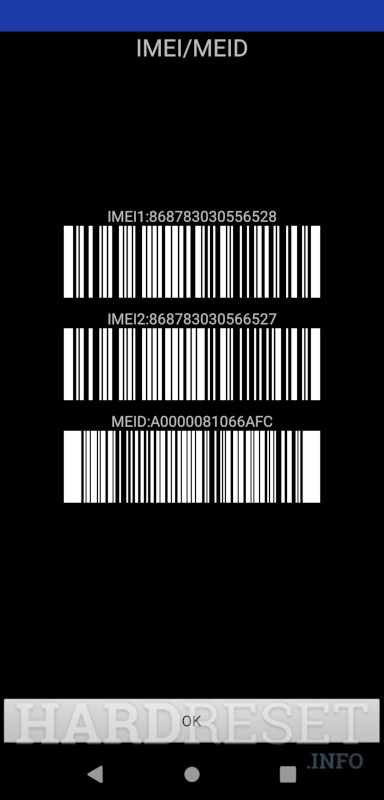 IMEI/MEID
IMEI1:868783030556528
IMEI2:868783030566527
MEID:A0000081066AFC
OK
HARDRESET
.INFO